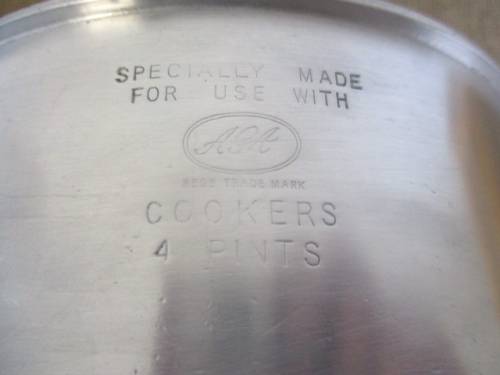 SPECIALLY MADE
FOR USE WITH
AGA
REGD TRADE MARK
COOKERS
4 PINTS